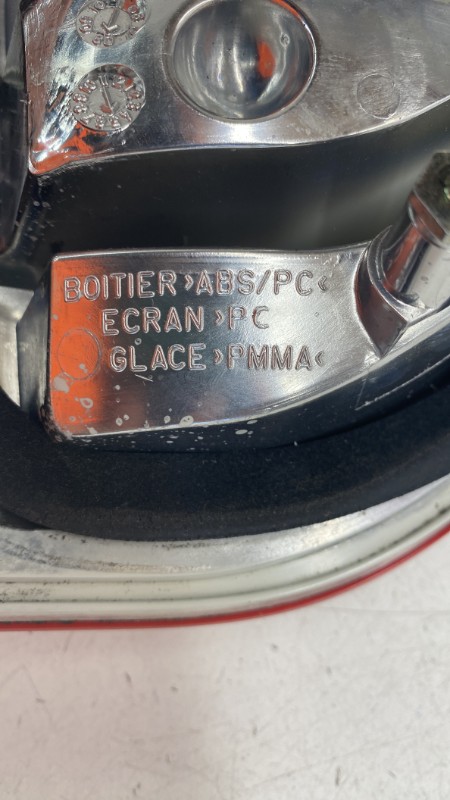 BOITIER>ABS/PC<
ECRAN >PC
GLACE>PMMA<